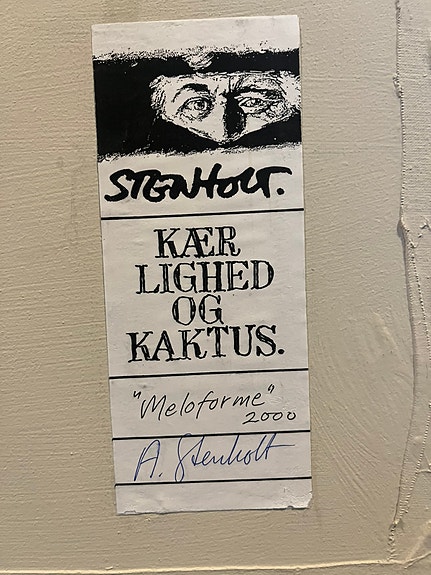 STENHOLT.
KÆR
LIGHED
OG
KAKTUS.
"Meloforme"
2000
A. Stenholt